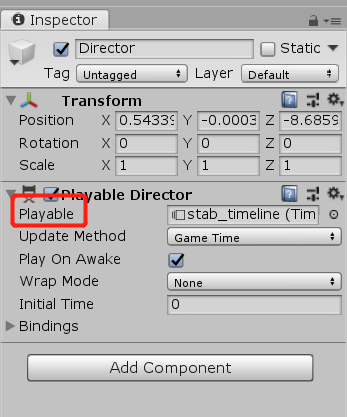 Inspector
Director Static
Tag Untagged Layer Default
Transform
Position X 0.54339 Y -0.0003 Z -8.6859
Rotation X 0 Y 0 Z 0
Scale X 1 Y 1 Z 1
Playable Director
Playable stab_timeline (Tim
Update Method Game Time
Play On Awake
Wrap Mode None
Initial Time 0
Bindings
Add Component